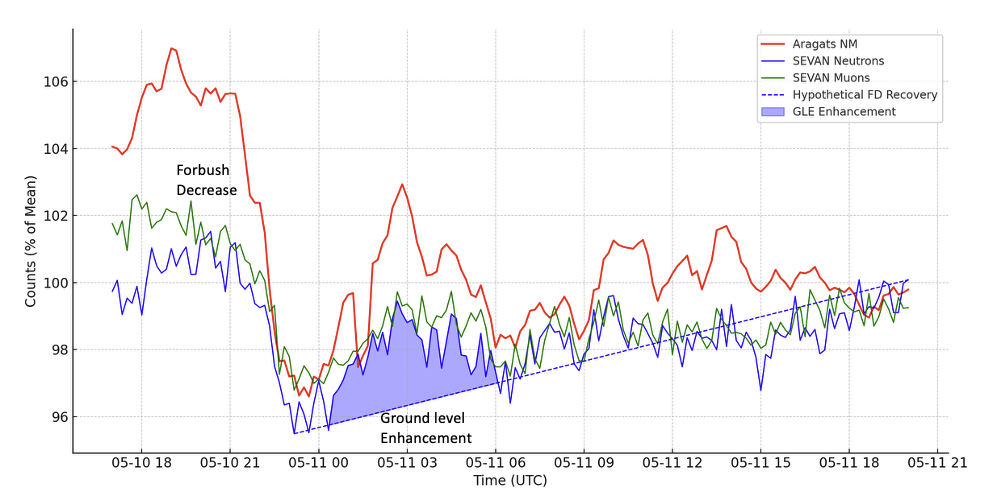 Aragats NM
SEVAN Neutrons
SEVAN Muons
Hypothetical FD Recovery
GLE Enhancement
Forbush
Decrease
Ground level
Enhancement
Counts (% of Mean)
106
104
102
100
98
96
05-10 18 05-10 21 05-11 00 05-11 03 05-11 06 05-11 09 05-11 12 05-11 15 05-11 18 05-11 21
Time (UTC)